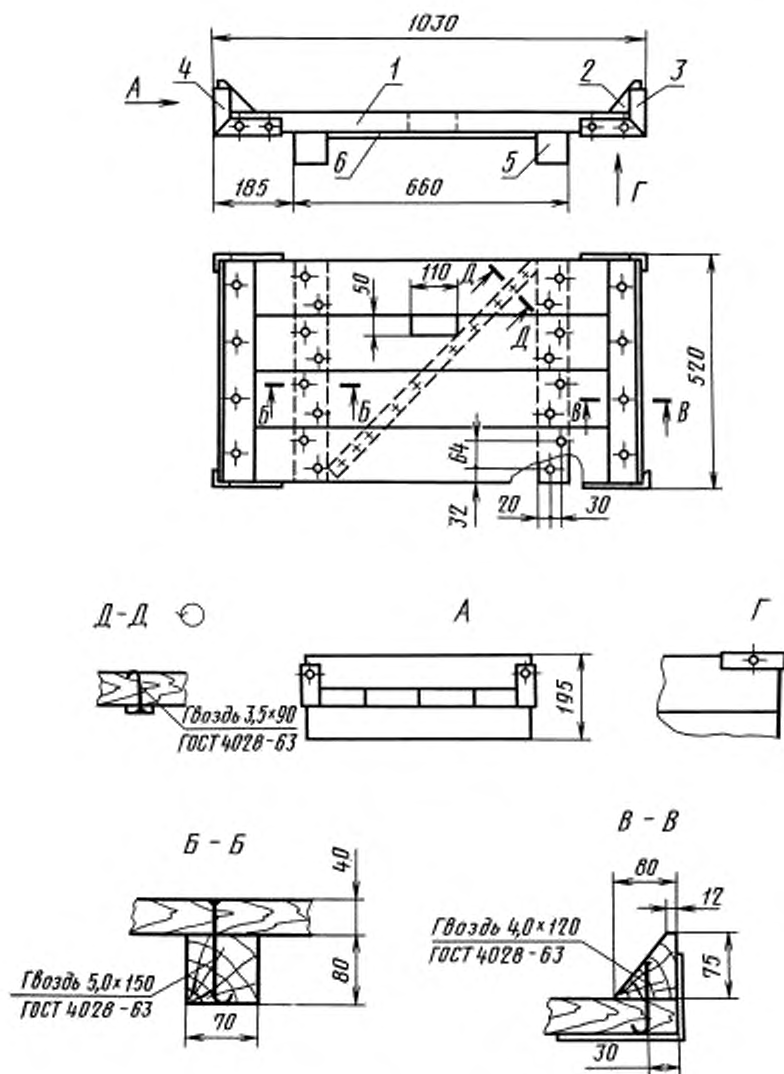 1030
4
1
2
3
А
6
5
Г
185
660
110
Д
50
Д
520
Б
Б
В
В
64
32
20
30
Д-Д
А
Г
Гвоздь 3,5×90
ГОСТ 4028-63
195
Б - Б
В - В
40
80
12
Гвоздь 4,0×120
ГОСТ 4028-63
75
Гвоздь 5,0×150
ГОСТ 4028-63
80
70
30